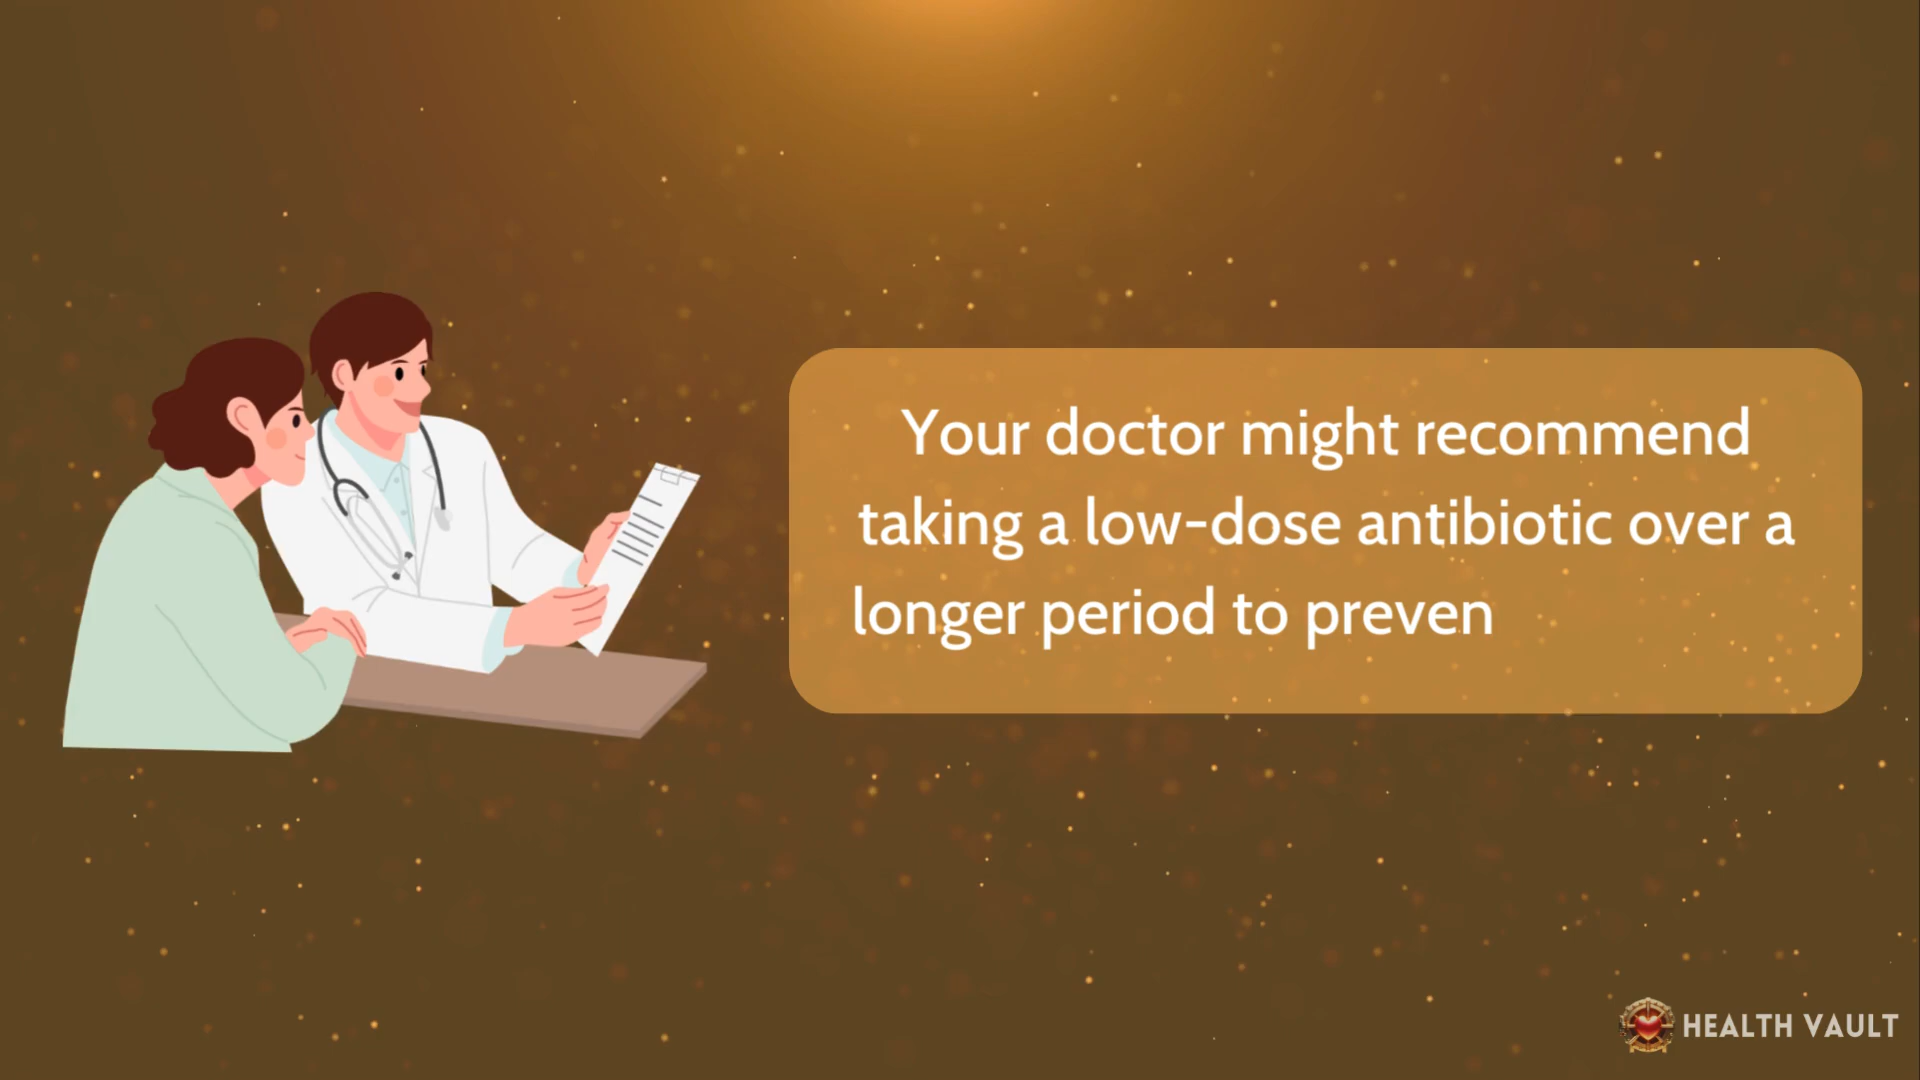 Your doctor might recommend
taking a low-dose antibiotic over a
longer period to preven
HEALTH VAULT